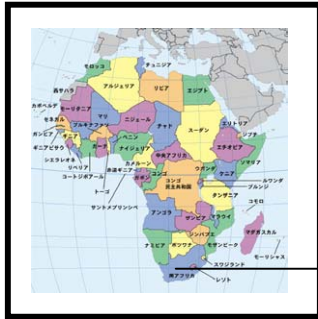 チュニジア
モロッコ
アルジェリア
リビア
エジプト
西サハラ
カボベルデ
モーリタニア
マリ
ニジェール
チャド
スーダン
エリトリア
ジブチ
セネガル
ガンビア
ギニアビサウ
ギニア
ブルキナファソ
ベニン
ナイジェリア
エチオピア
シエラレオネ
リベリア
コートジボアール
ガーナ
トーゴ
カメルーン
中央アフリカ
ソマリア
赤道ギニア
サントメプリンシペ
ガボン
コンゴ
コンゴ
民主共和国
ウガンダ
ケニア
ルワンダ
ブルンジ
タンザニア
コモロ
アンゴラ
ザンビア
マラウイ
マダガスカル
モーリシャス
ナミビア
ボツワナ
ジンバブエ
モザンビーク
スワジランド
南アフリカ
レソト